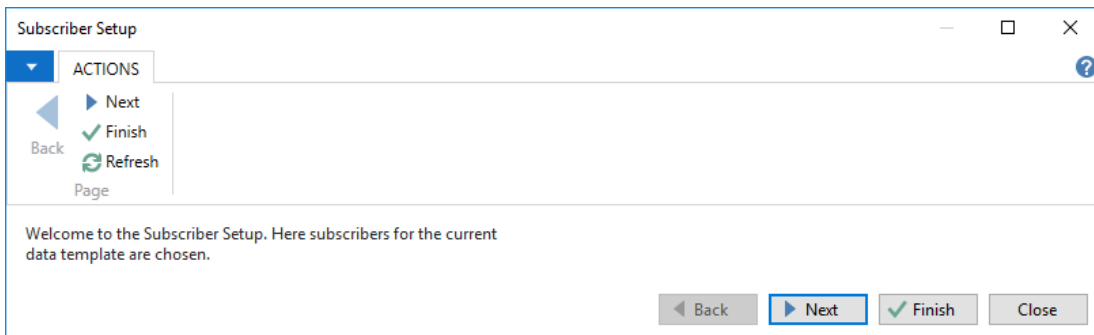 Subscriber Setup
ACTIONS
?
Back
Next
Finish
Refresh
Page
Welcome to the Subscriber Setup. Here subscribers for the current
data template are chosen.
Back
Next
Finish
Close